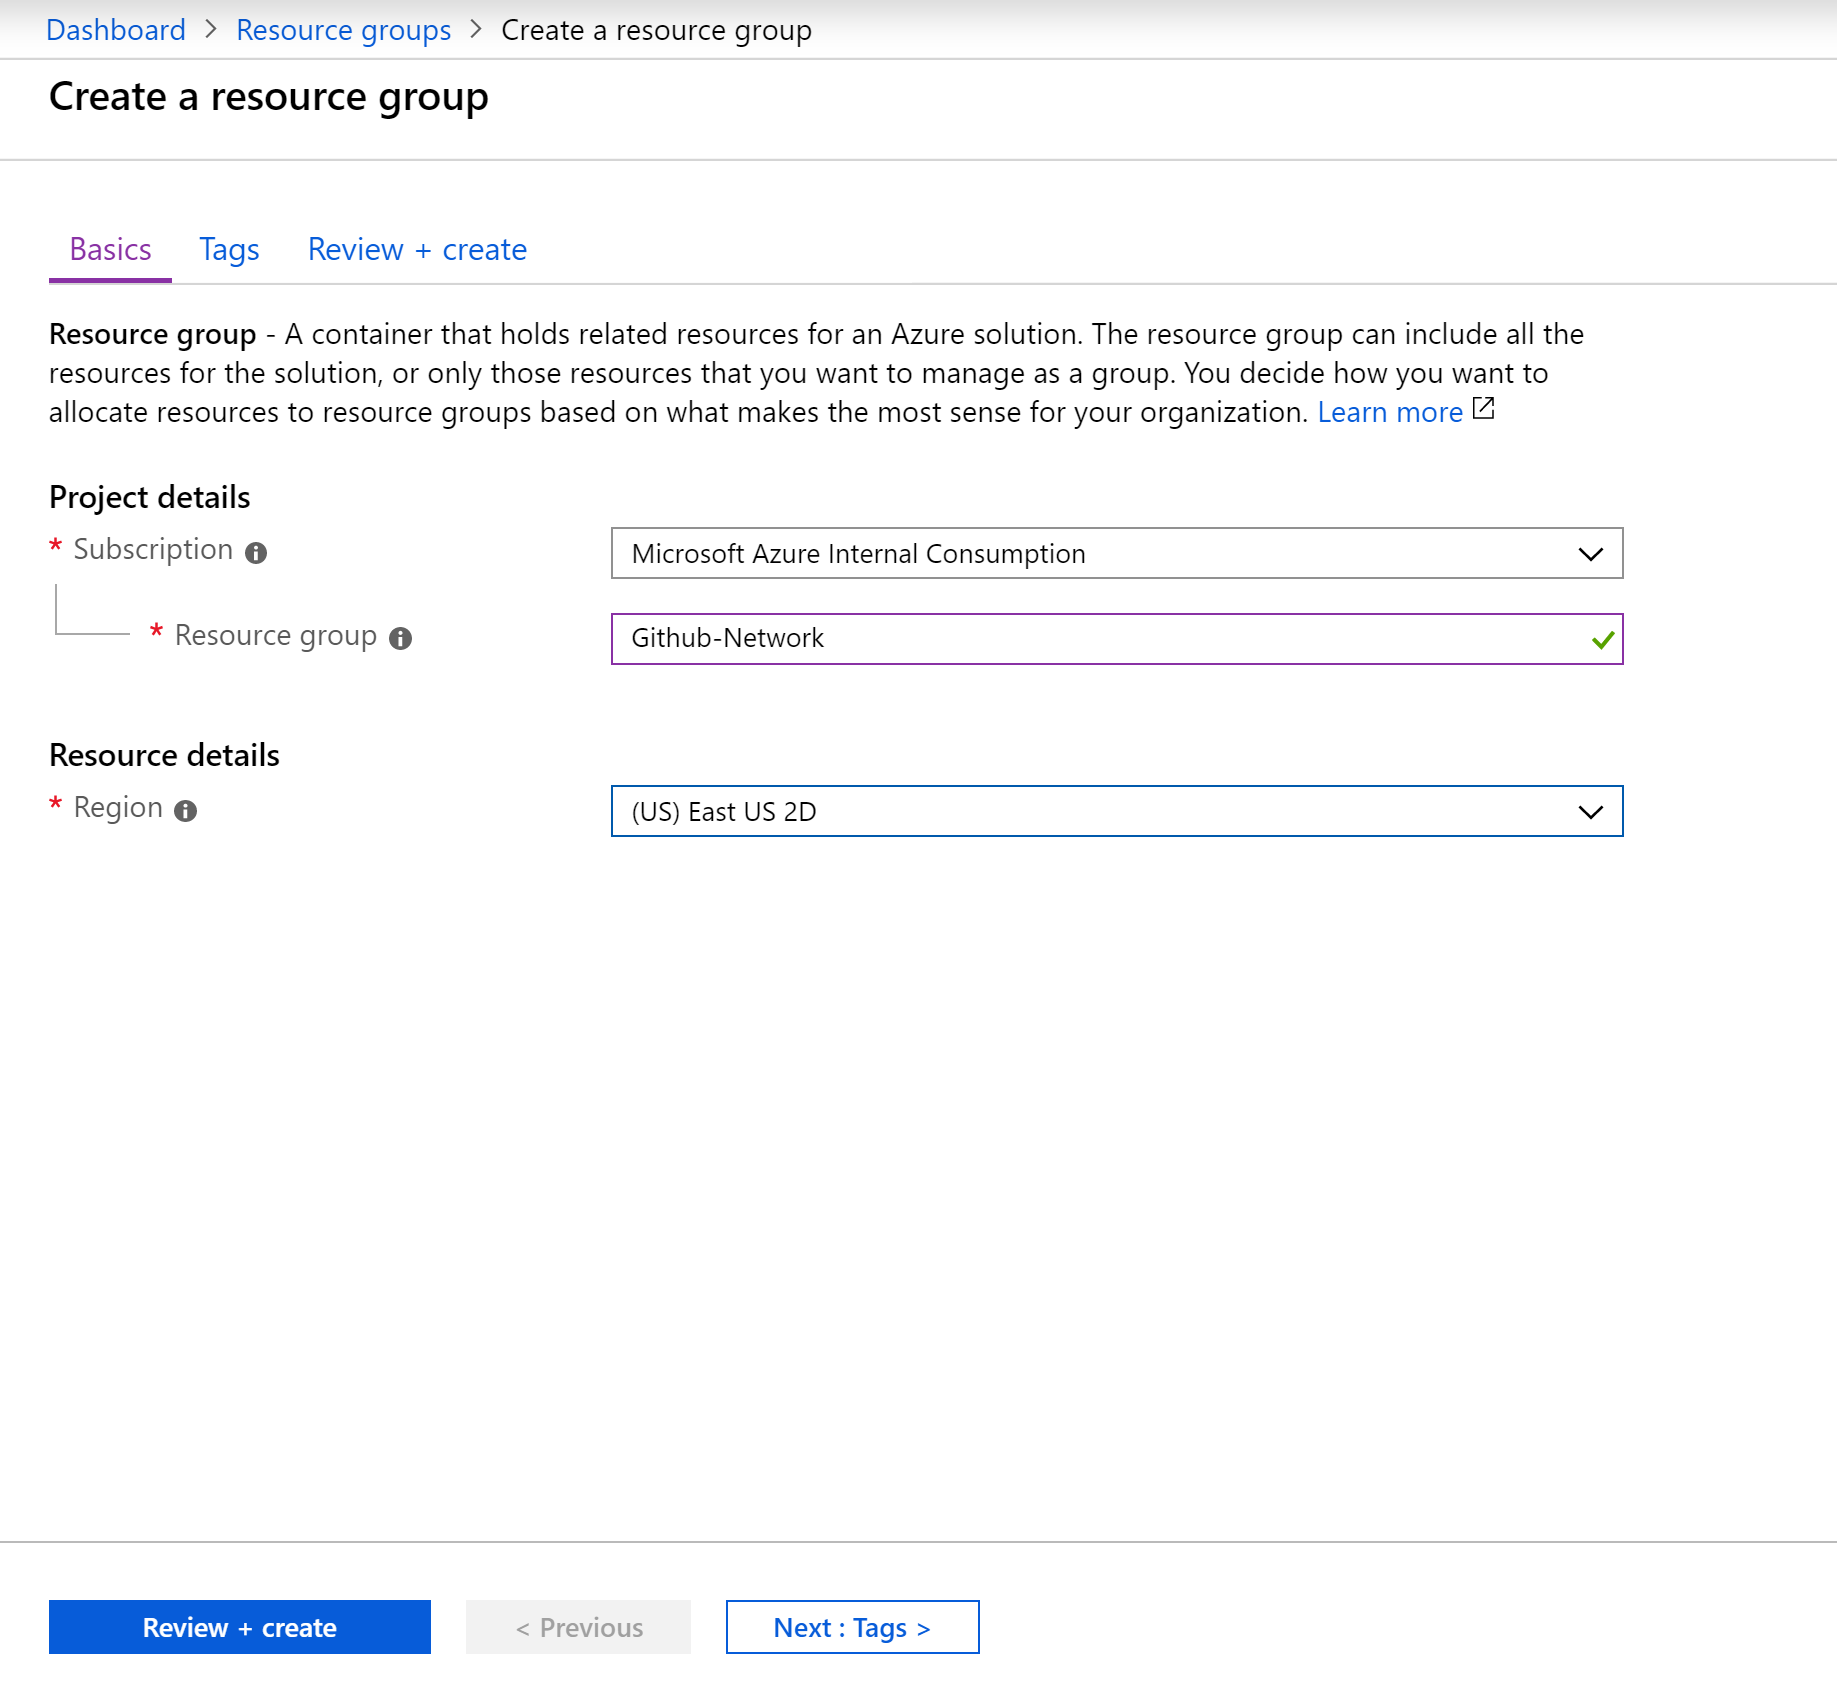 Dashboard > Resource groups > Create a resource group
Create a resource group
Basics Tags Review + create
Resource group - A container that holds related resources for an Azure solution. The resource group can include all the
resources for the solution, or only those resources that you want to manage as a group. You decide how you want to
allocate resources to resource groups based on what makes the most sense for your organization. Learn more
Project details
* Subscription Microsoft Azure Internal Consumption
* Resource group Github-Network
Resource details
* Region (US) East US 2D
Review + create < Previous Next : Tags >